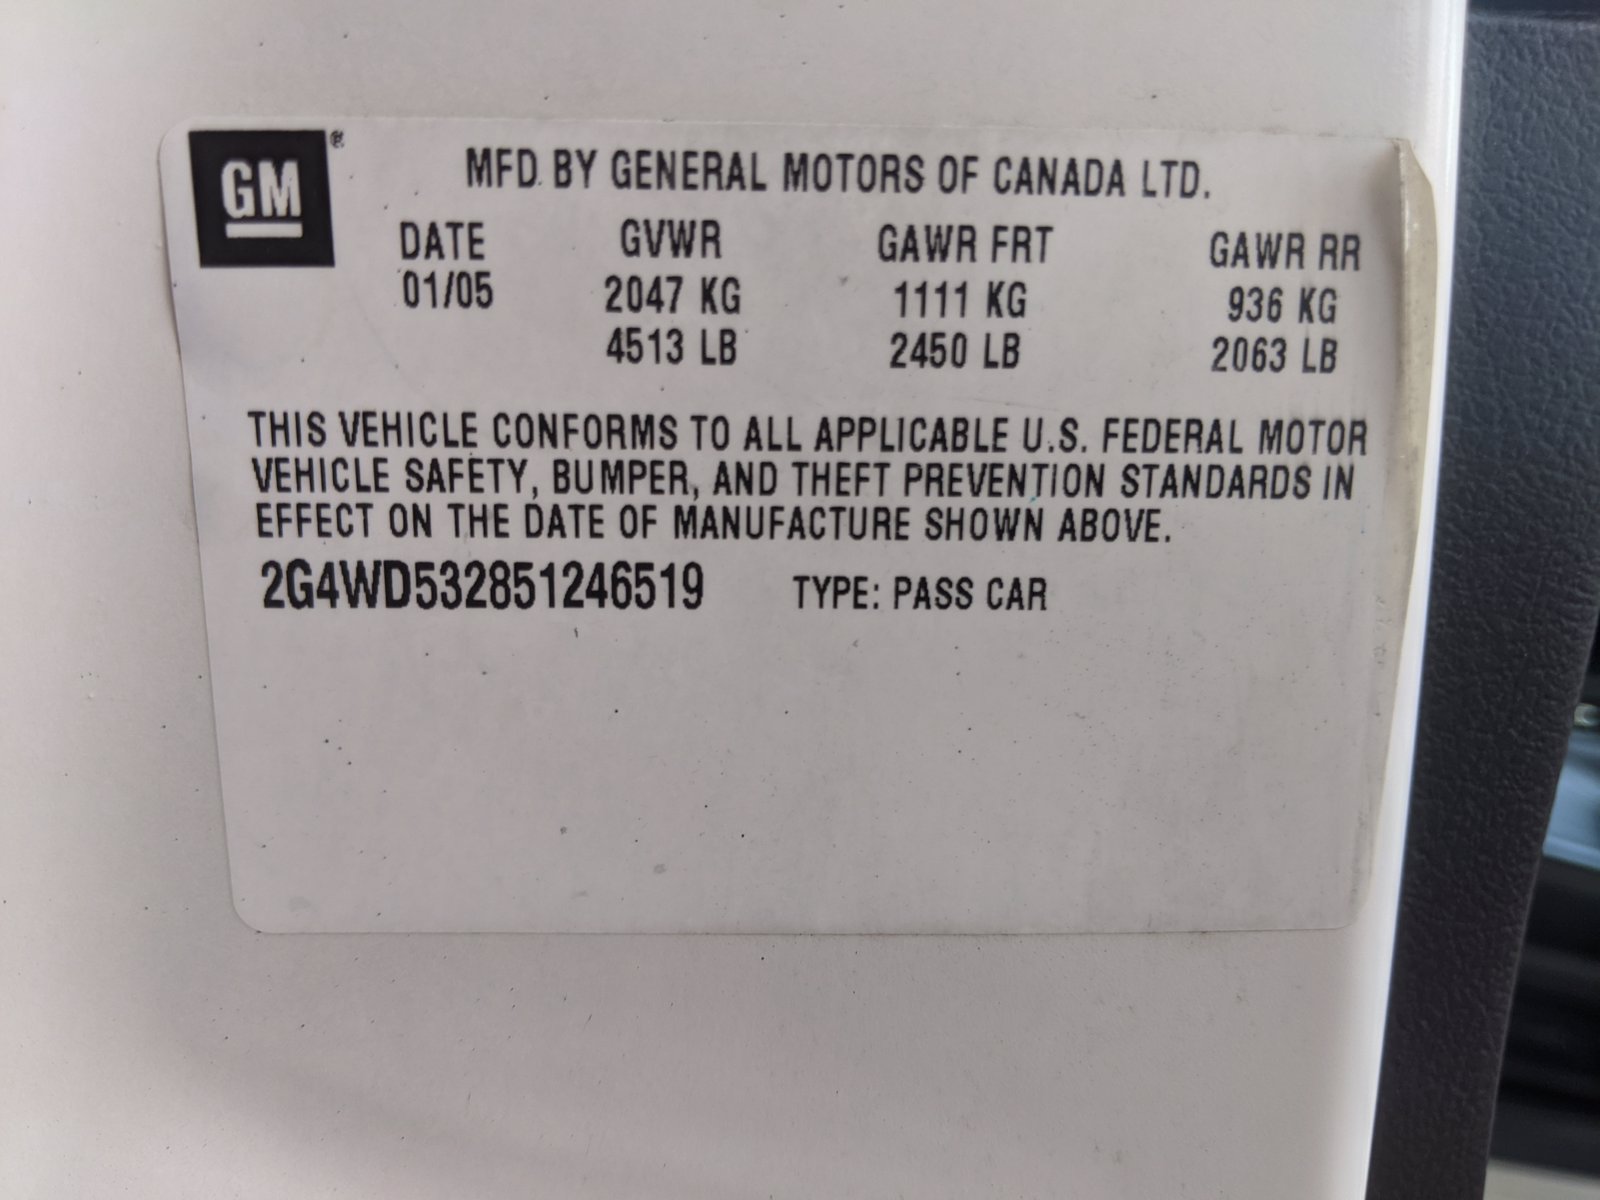 GM®
MFD BY GENERAL MOTORS OF CANADA LTD.
DATE GVWR GAWR FRT GAWR RR
01/05 2047 KG 1111 KG 936 KG
4513 LB 2450 LB 2063 LB
THIS VEHICLE CONFORMS TO ALL APPLICABLE U.S. FEDERAL MOTOR
VEHICLE SAFETY, BUMPER, AND THEFT PREVENTION STANDARDS IN
EFFECT ON THE DATE OF MANUFACTURE SHOWN ABOVE.
2G4WD532851246519 TYPE: PASS CAR